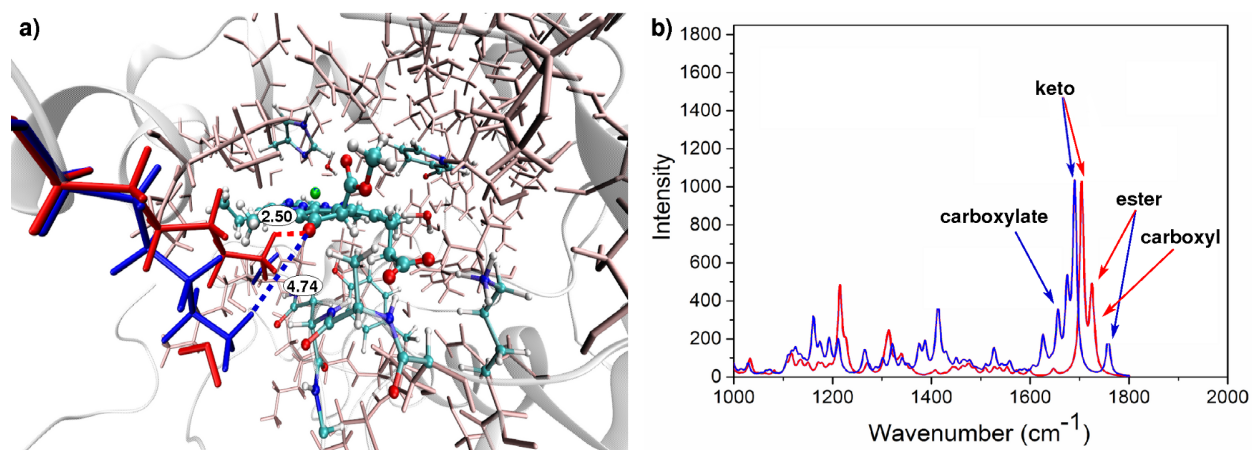 a)
2.50
4.74
b)
1800
1600
1400
1200
1000
800
600
400
200
0
Intensity
keto
ester
carboxylate
carboxyl
1000
1200
1400
1600
1800
2000
Wavenumber (cm-1)